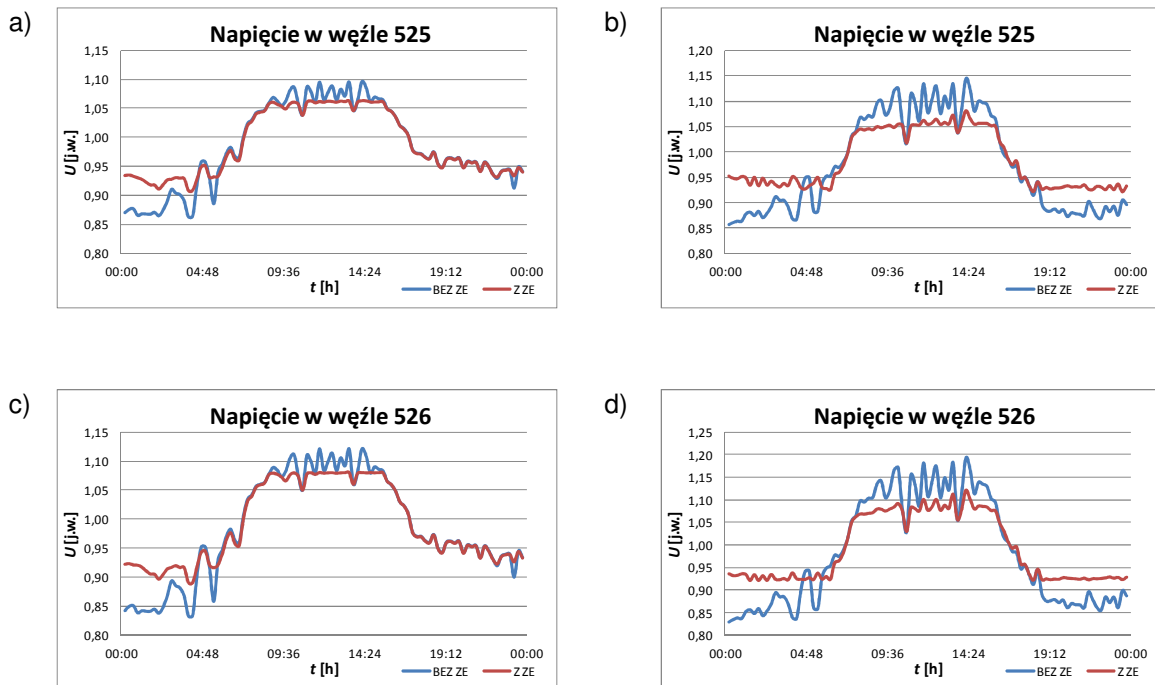 a)
Napięcie w węźle 525
1,15
1,10
1,05
1,00
0,95
0,90
0,85
0,80
U [j.w.]
00:00 04:48 09:36 14:24 19:12 00:00
t [h]
BEZ ZE Z ZE
b)
Napięcie w węźle 525
1,20
1,15
1,10
1,05
1,00
0,95
0,90
0,85
0,80
U [j.w.]
00:00 04:48 09:36 14:24 19:12 00:00
t [h]
BEZ ZE Z ZE
c)
Napięcie w węźle 526
1,15
1,10
1,05
1,00
0,95
0,90
0,85
0,80
U [j.w.]
00:00 04:48 09:36 14:24 19:12 00:00
t [h]
BEZ ZE Z ZE
d)
Napięcie w węźle 526
1,25
1,20
1,15
1,10
1,05
1,00
0,95
0,90
0,85
0,80
U [j.w.]
00:00 04:48 09:36 14:24 19:12 00:00
t [h]
BEZ ZE Z ZE